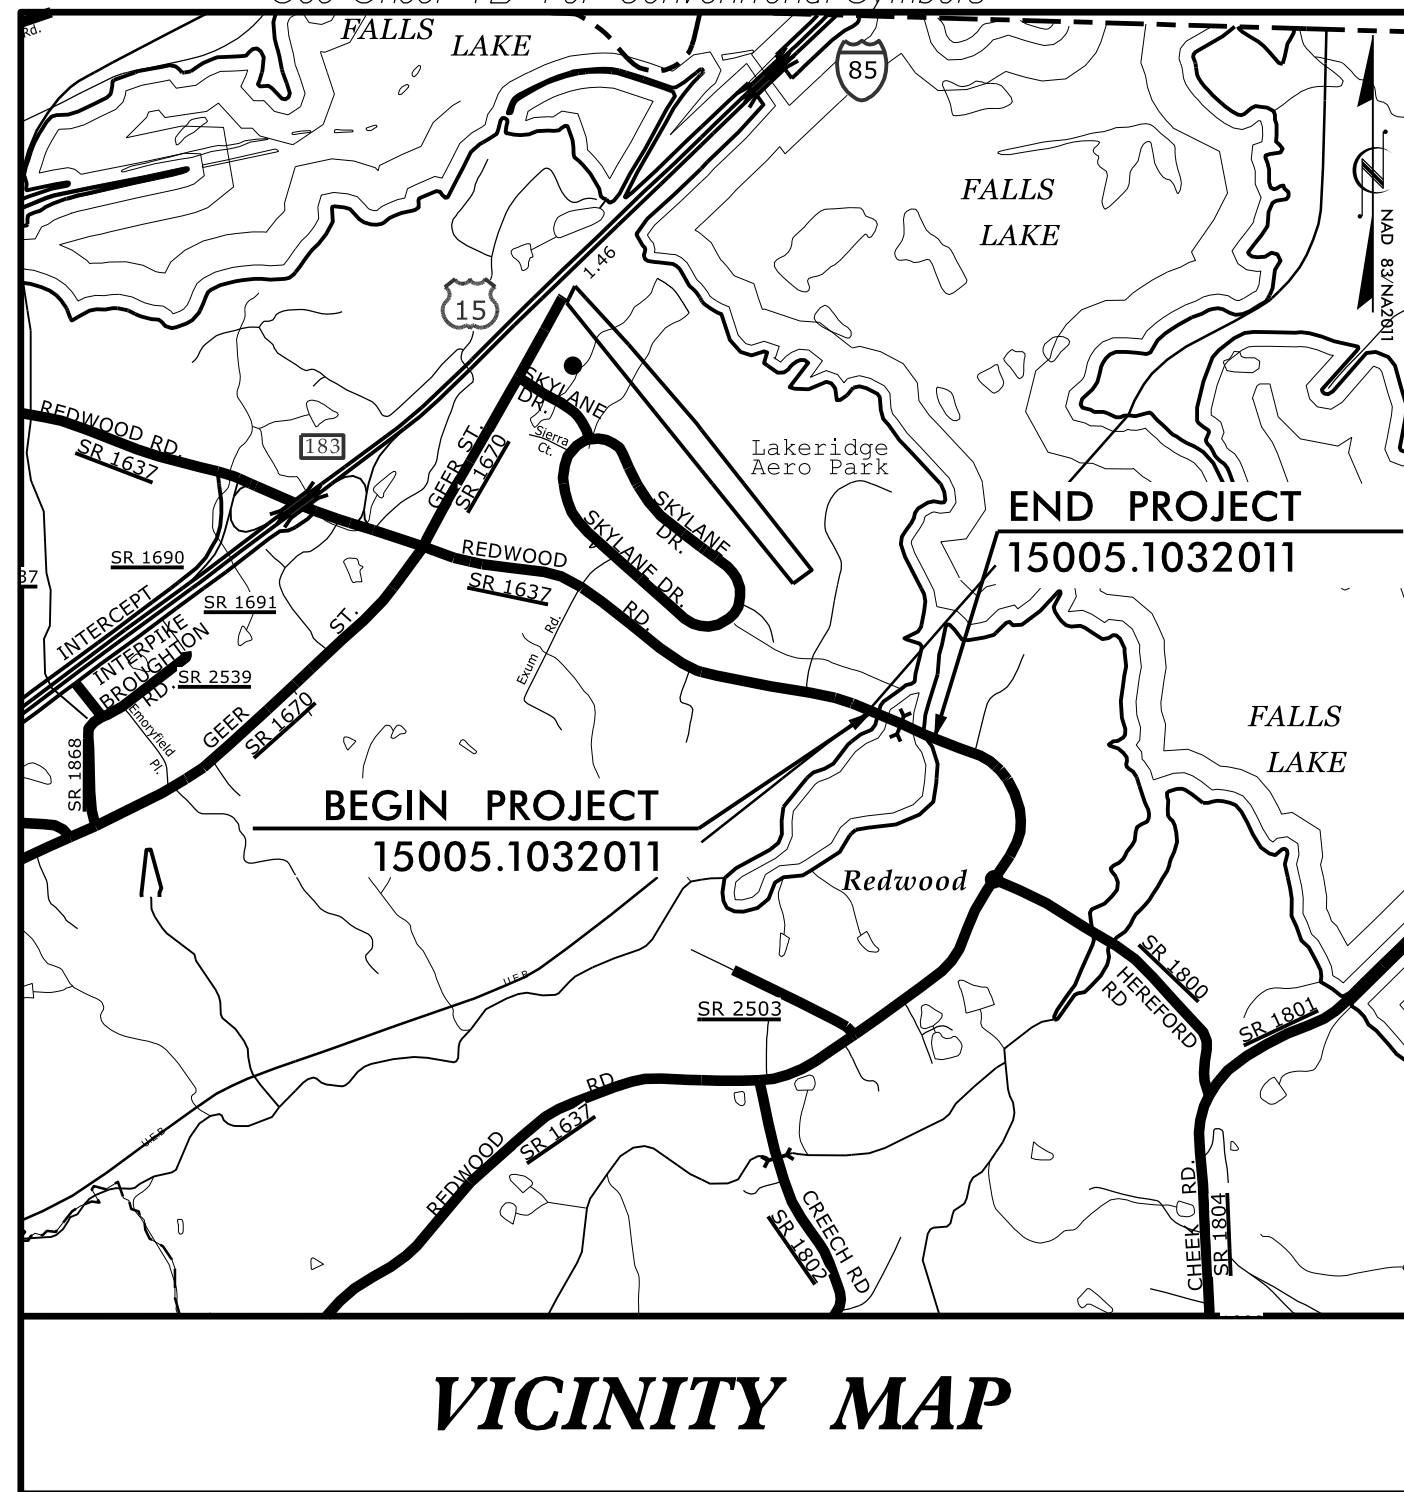 Rd.
FALLS
LAKE
85
FALLS
LAKE
NAD 83/NA2011
1.46
15
SKYLANE
DR.
Sierra
Ct.
REDWOOD RD.
SR 1637
183
GEER ST.
SR 1670
Lakeridge
Aero Park
SKYLANE
DR.
SKYLANE DR.
END PROJECT
15005.1032011
REDWOOD
SR 1637
RD.
SR 1690
37
SR 1691
INTERCEPT
INTERPIKE
BROUGHTON
RD.
SR 2539
ST.
Exum Rd.
Emoryfield
Pl.
GEER
SR 1670
SR 1868
FALLS
LAKE
BEGIN PROJECT
15005.1032011
Redwood
SR 1800
HEREFORD
RD
SR 1801
SR 2503
REDWOOD
RD
SR 1637
CREECH RD
SR 1802
CHEEK RD.
SR 1804
VICINITY MAP